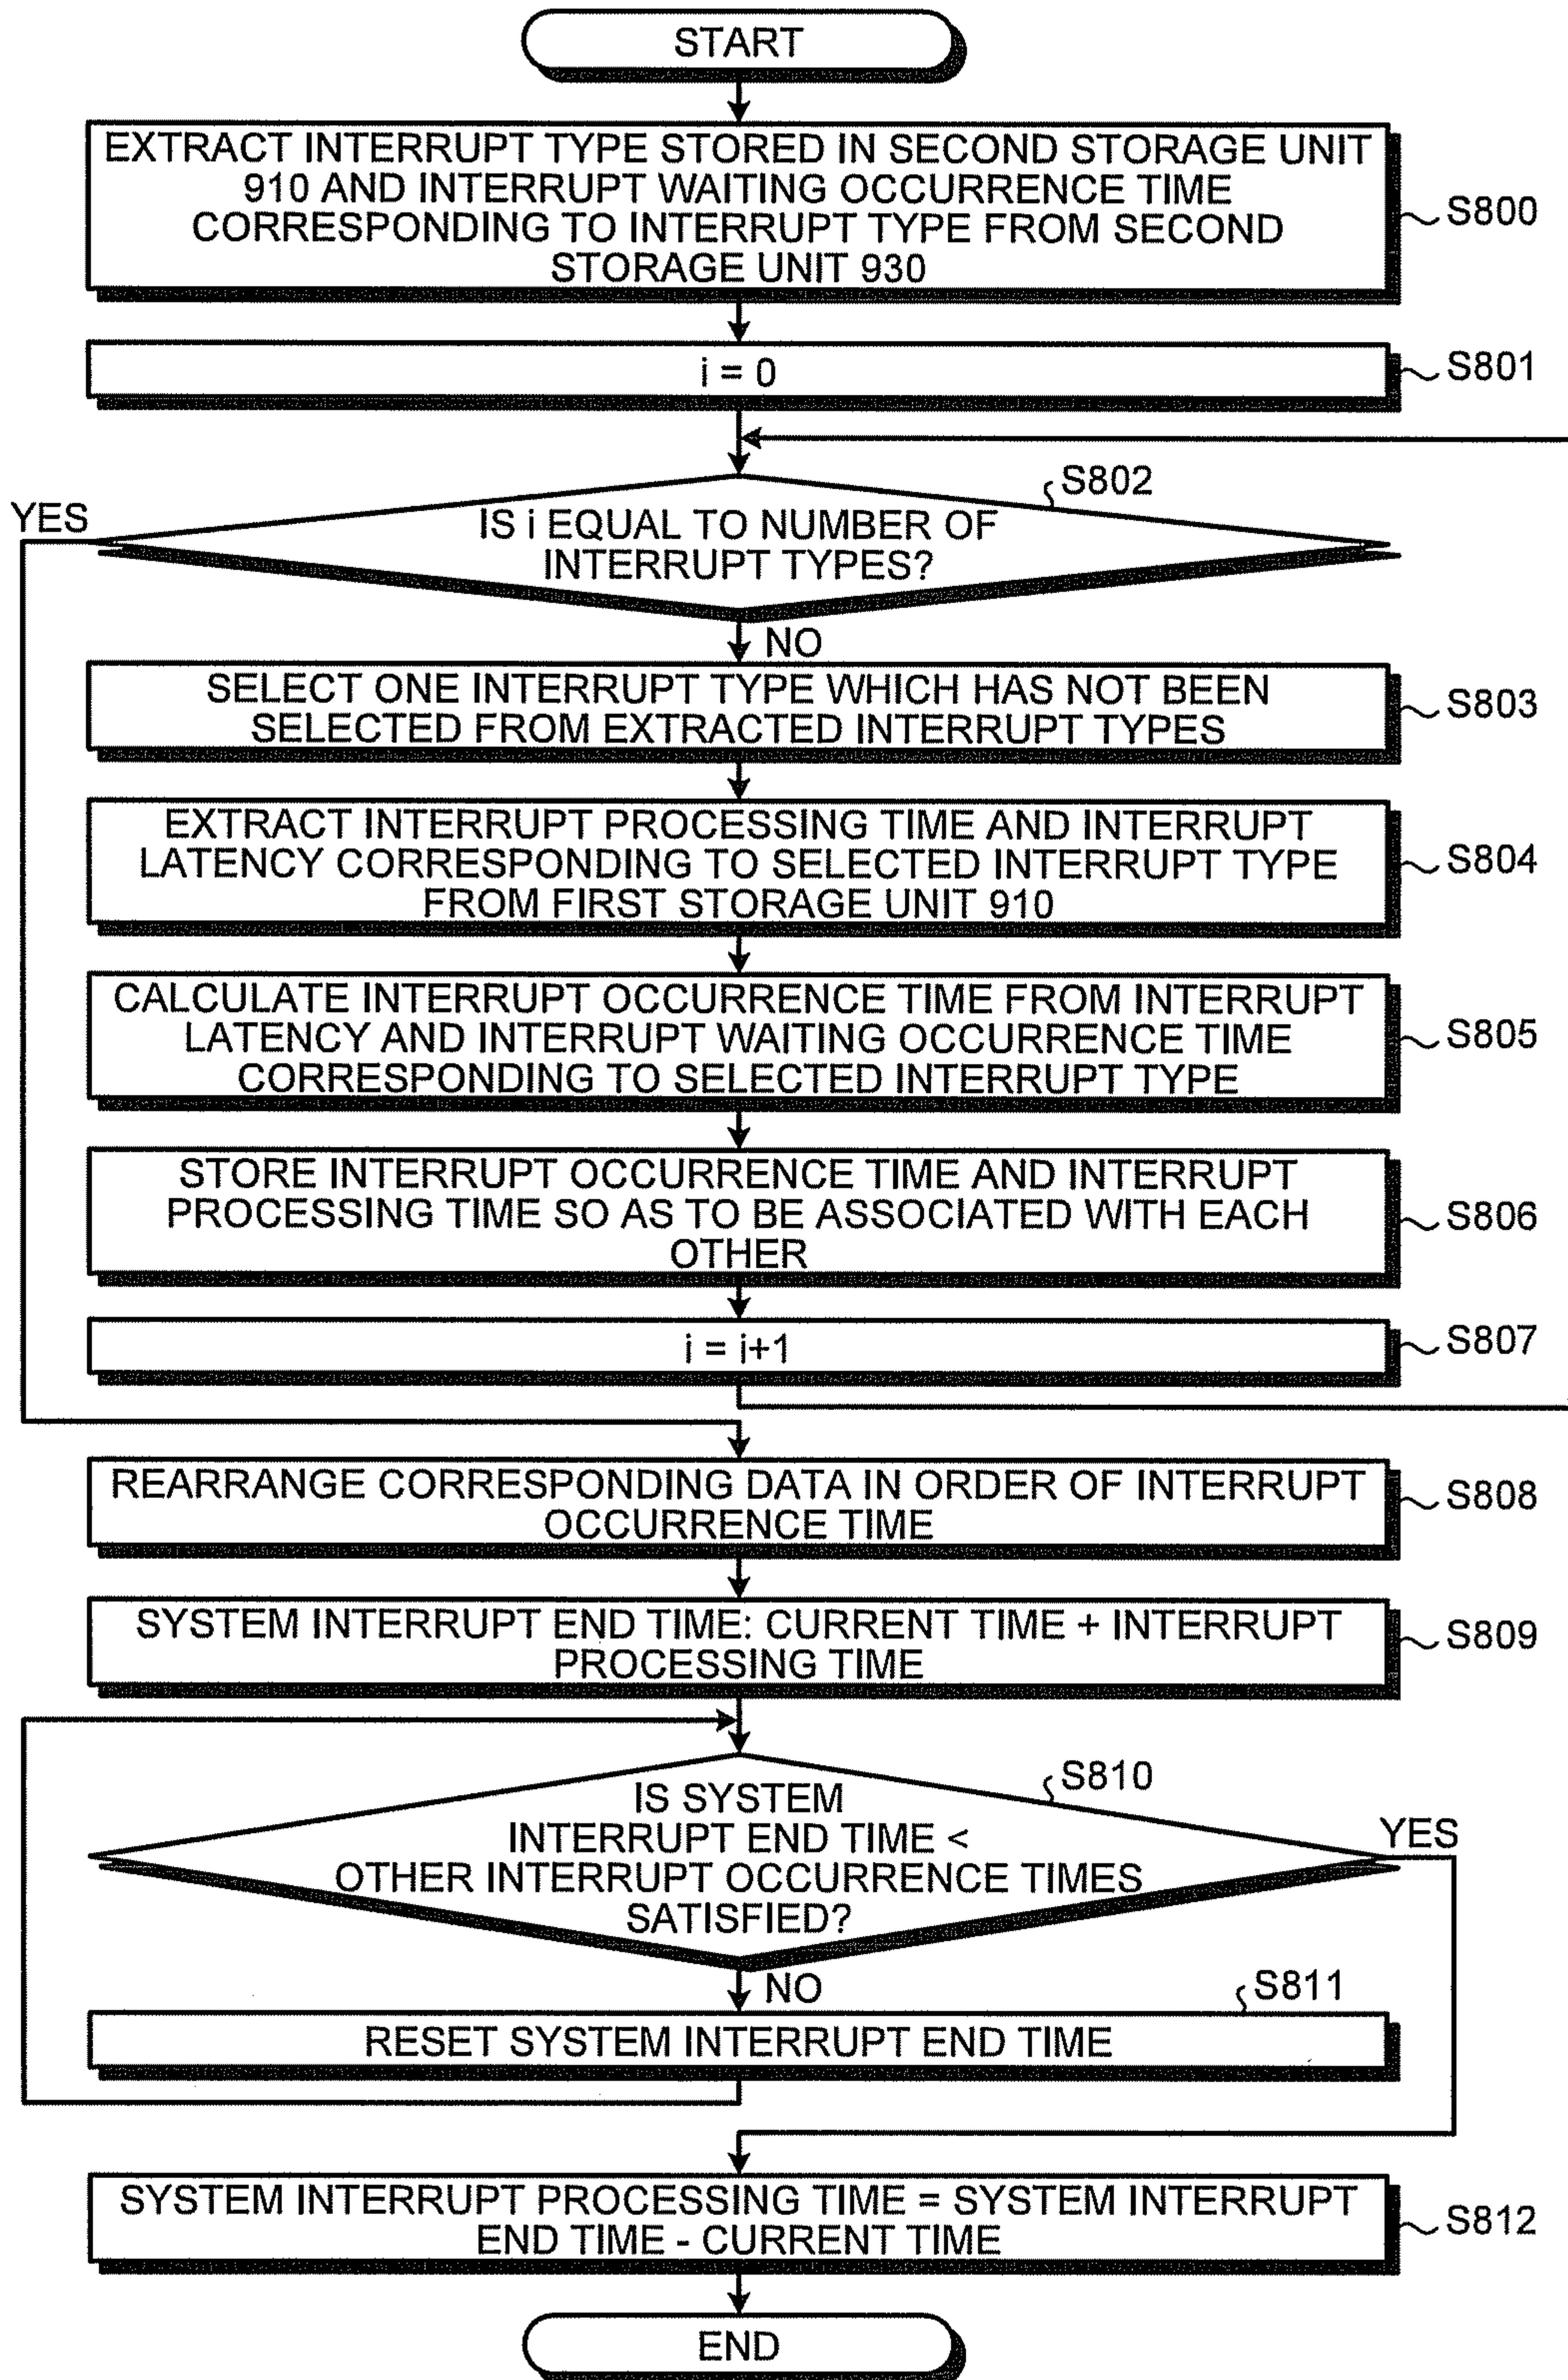 START
EXTRACT INTERRUPT TYPE STORED IN SECOND STORAGE UNIT
910 AND INTERRUPT WAITING OCCURRENCE TIME
CORRESPONDING TO INTERRUPT TYPE FROM SECOND
STORAGE UNIT 930
S800
i = 0
S801
S802
YES
IS i EQUAL TO NUMBER OF
INTERRUPT TYPES?
NO
SELECT ONE INTERRUPT TYPE WHICH HAS NOT BEEN
SELECTED FROM EXTRACTED INTERRUPT TYPES
S803
EXTRACT INTERRUPT PROCESSING TIME AND INTERRUPT
LATENCY CORRESPONDING TO SELECTED INTERRUPT TYPE
FROM FIRST STORAGE UNIT 910
S804
CALCULATE INTERRUPT OCCURRENCE TIME FROM INTERRUPT
LATENCY AND INTERRUPT WAITING OCCURRENCE TIME
CORRESPONDING TO SELECTED INTERRUPT TYPE
S805
STORE INTERRUPT OCCURRENCE TIME AND INTERRUPT
PROCESSING TIME SO AS TO BE ASSOCIATED WITH EACH
OTHER
S806
i = i+1
S807
REARRANGE CORRESPONDING DATA IN ORDER OF INTERRUPT
OCCURRENCE TIME
S808
SYSTEM INTERRUPT END TIME: CURRENT TIME + INTERRUPT
PROCESSING TIME
S809
S810
IS SYSTEM
INTERRUPT END TIME <
OTHER INTERRUPT OCCURRENCE TIMES
SATISFIED?
YES
NO
S811
RESET SYSTEM INTERRUPT END TIME
SYSTEM INTERRUPT PROCESSING TIME = SYSTEM INTERRUPT
END TIME - CURRENT TIME
S812
END